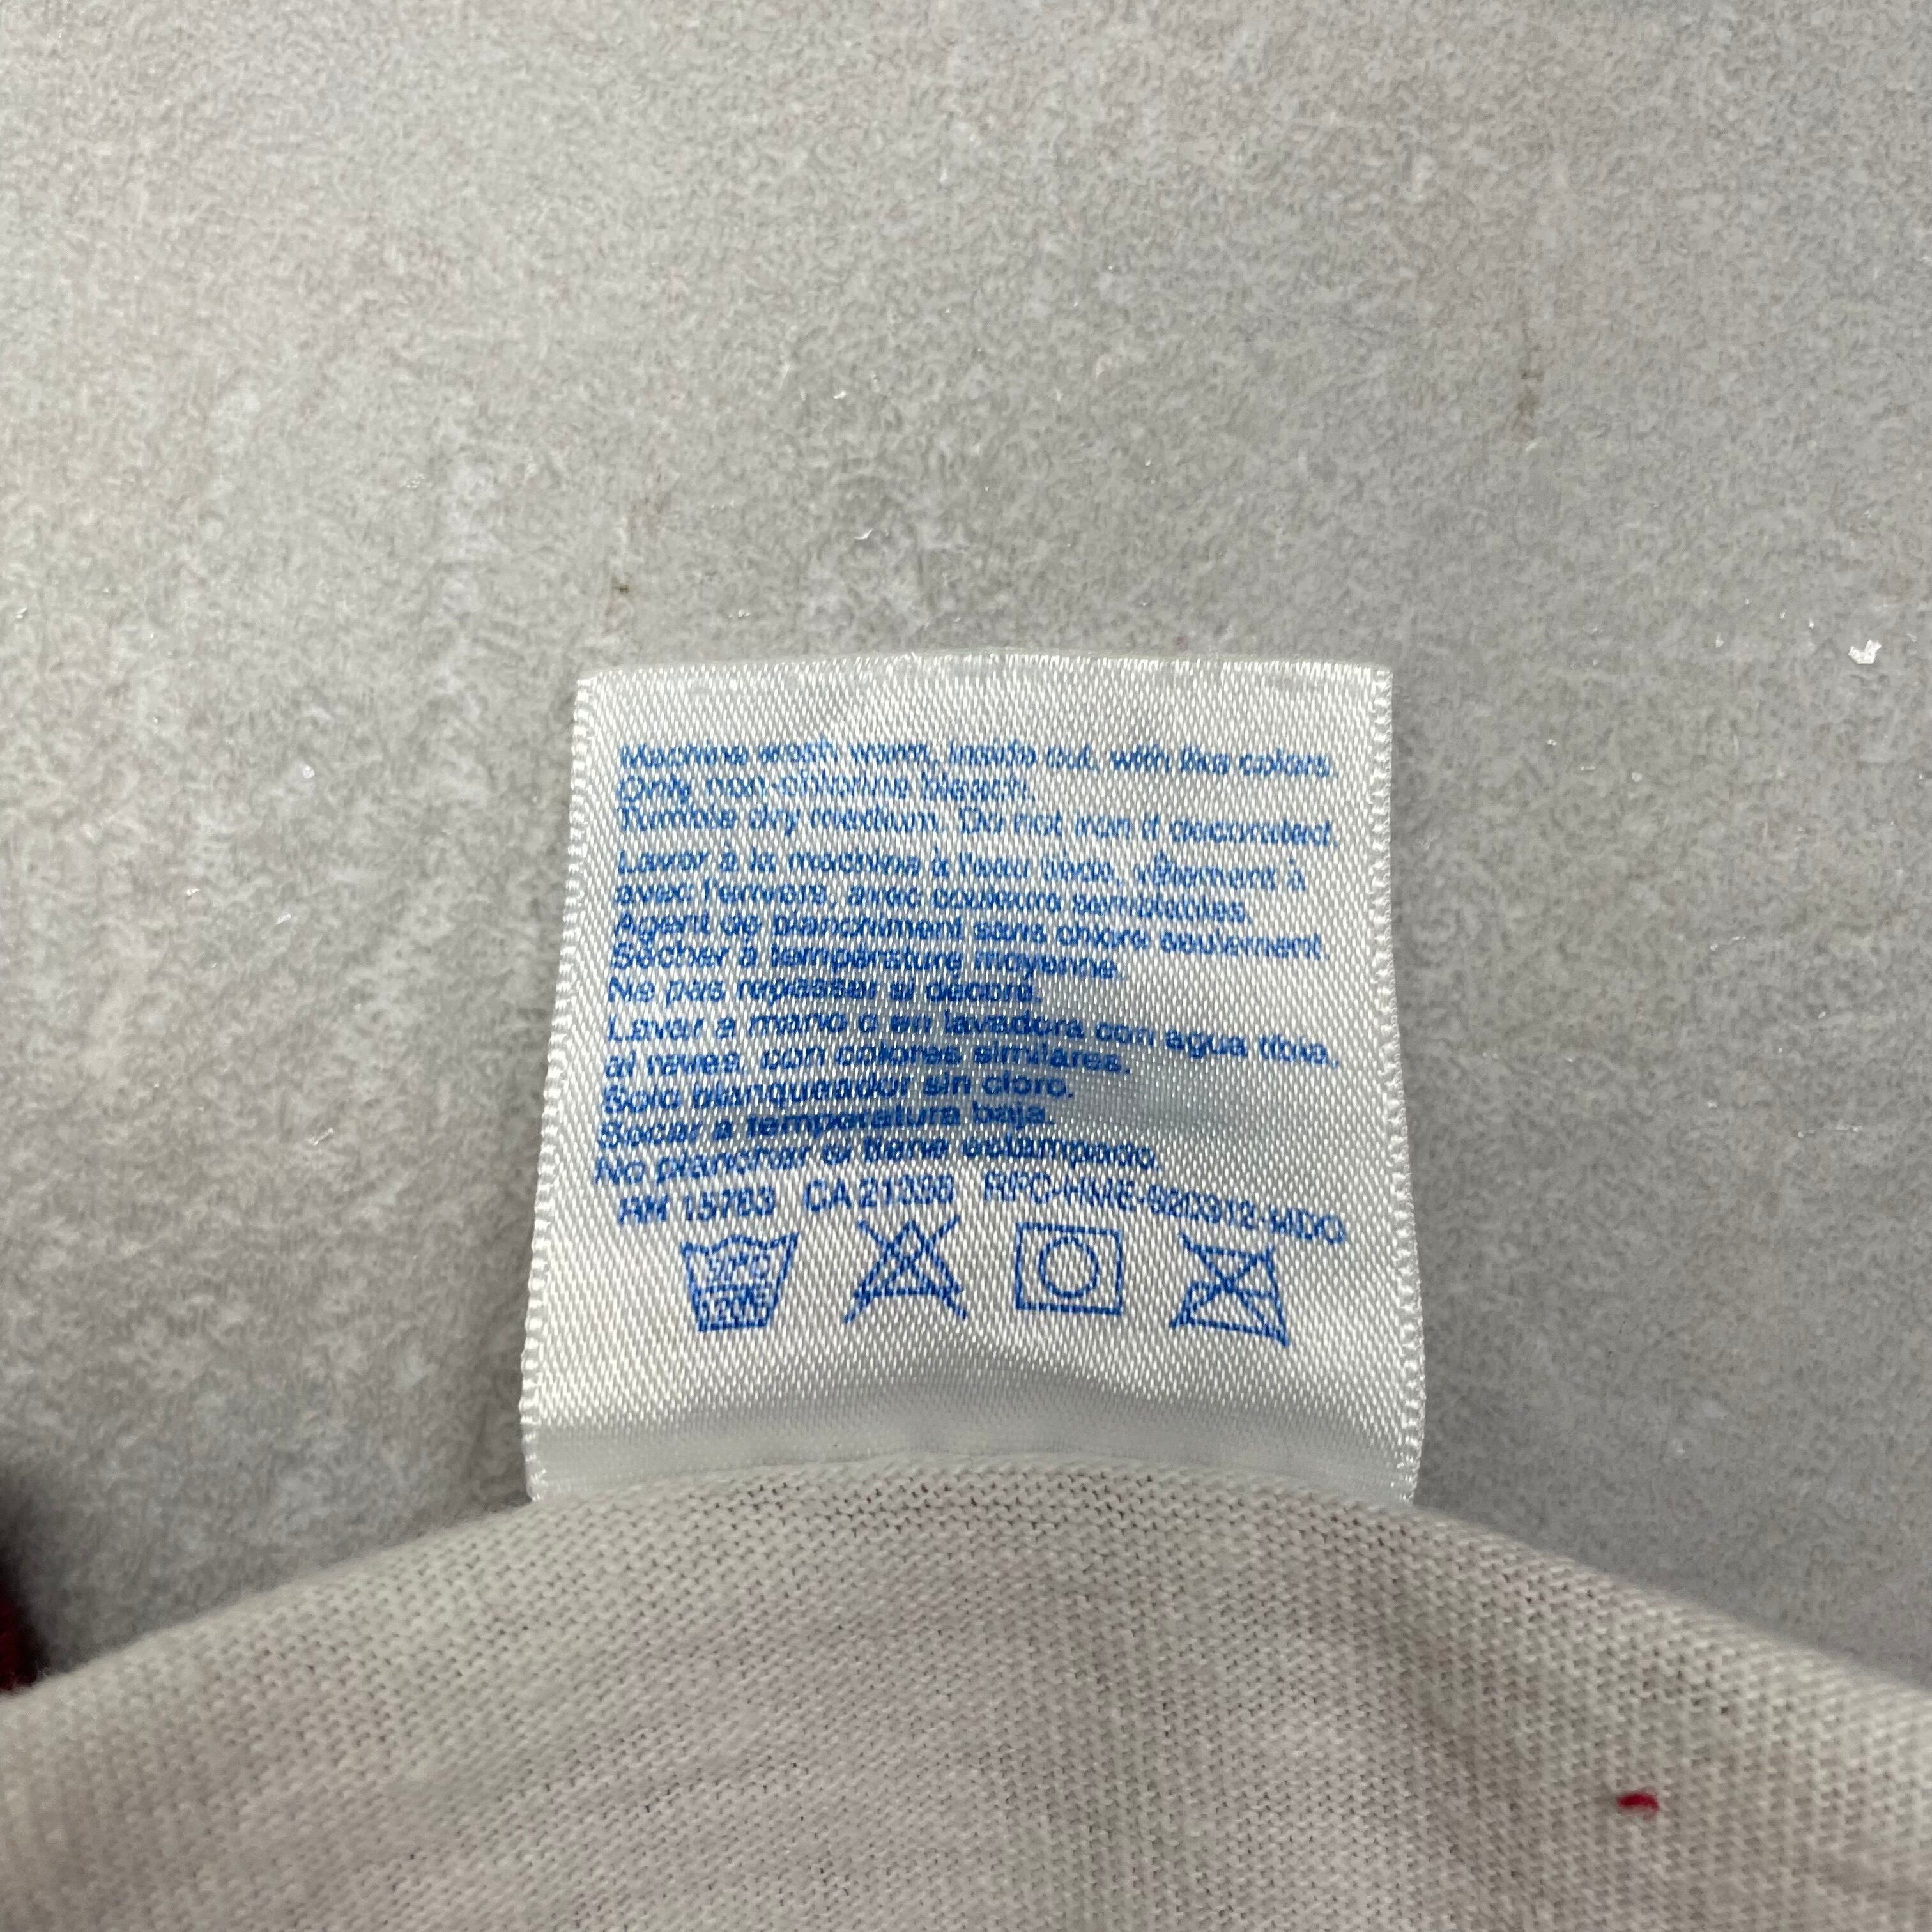 Machine wash warm, inside out, with like colors.
Only non-chlorine bleach.
Tumble dry medium. Do not iron if decorated.
Laver à la machine à l'eau tiède, vêtement à
avec l'envers, avec couleurs semblables.
Agent de blanchiment sans chlore seulement
Sécher à température moyenne.
Ne pas repasser si décoré.
Lavar a mano o en lavadora con agua tibia,
al reves, con colores similares.
Solo blanqueador sin cloro.
Secar a temperatura baja.
No planchar si tiene estampado.
RN 15763 CA 21338
120F